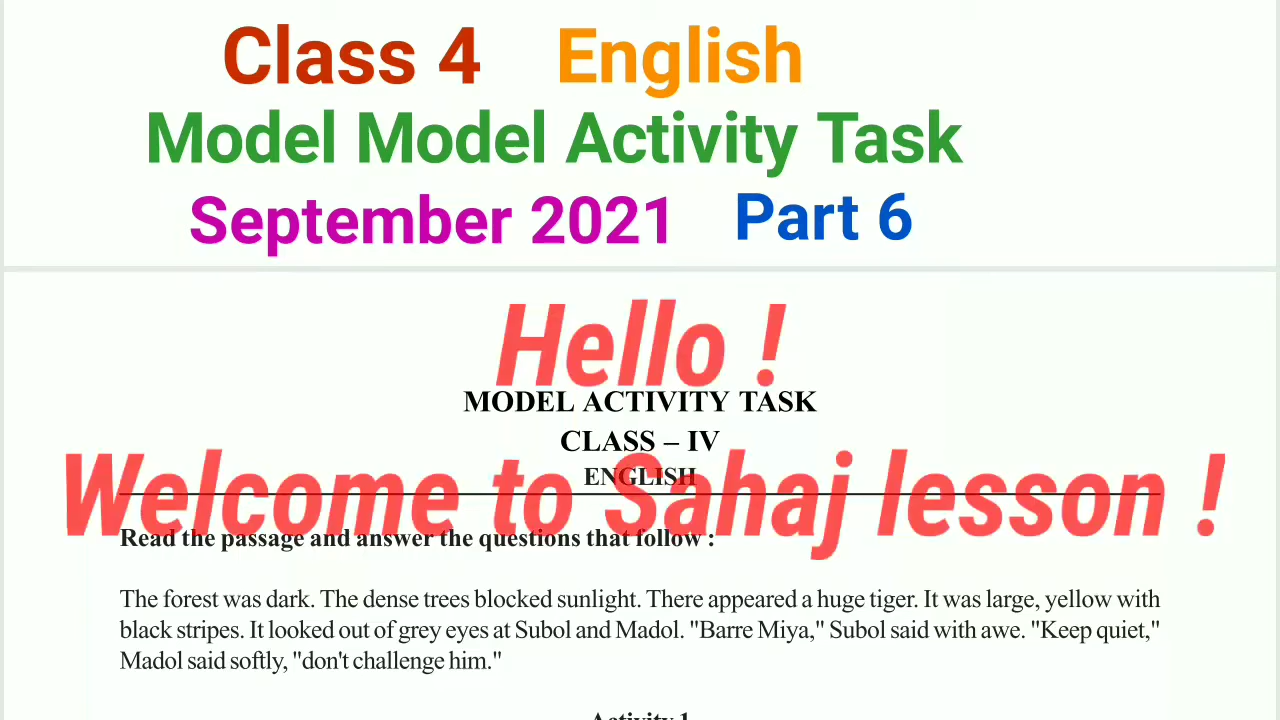 Class 4 English
Model Model Activity Task
September 2021 Part 6
Hello !
MODEL ACTIVITY TASK
CLASS – IV
ENGLISH
Welcome to Sahaj lesson !
Read the passage and answer the questions that follow :
The forest was dark. The dense trees blocked sunlight. There appeared a huge tiger. It was large, yellow with
black stripes. It looked out of grey eyes at Subol and Madol. "Barre Miya," Subol said with awe. "Keep quiet,"
Madol said softly, "don't challenge him."
Activity 1